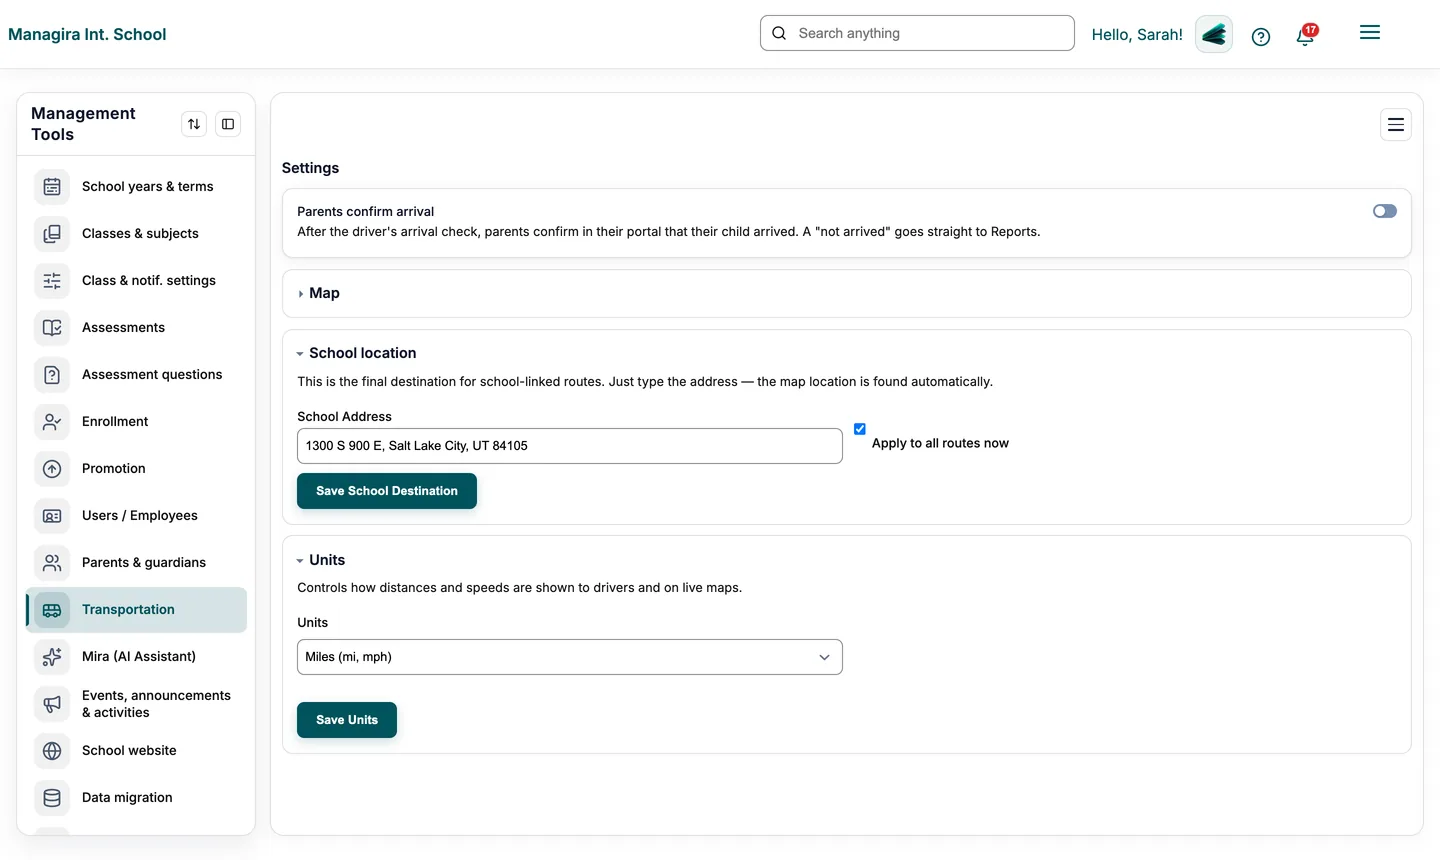 Managira Int. School
Search anything
Hello, Sarah!
17
Management
Tools
School years & terms
Classes & subjects
Class & notif. settings
Assessments
Assessment questions
Enrollment
Promotion
Users / Employees
Parents & guardians
Transportation
Mira (AI Assistant)
Events, announcements
& activities
School website
Data migration
Settings
Parents confirm arrival
After the driver's arrival check, parents confirm in their portal that their child arrived. A "not arrived" goes straight to Reports.
Map
School location
This is the final destination for school-linked routes. Just type the address — the map location is found automatically.
School Address
1300 S 900 E, Salt Lake City, UT 84105
Apply to all routes now
Save School Destination
Units
Controls how distances and speeds are shown to drivers and on live maps.
Units
Miles (mi, mph)
Save Units